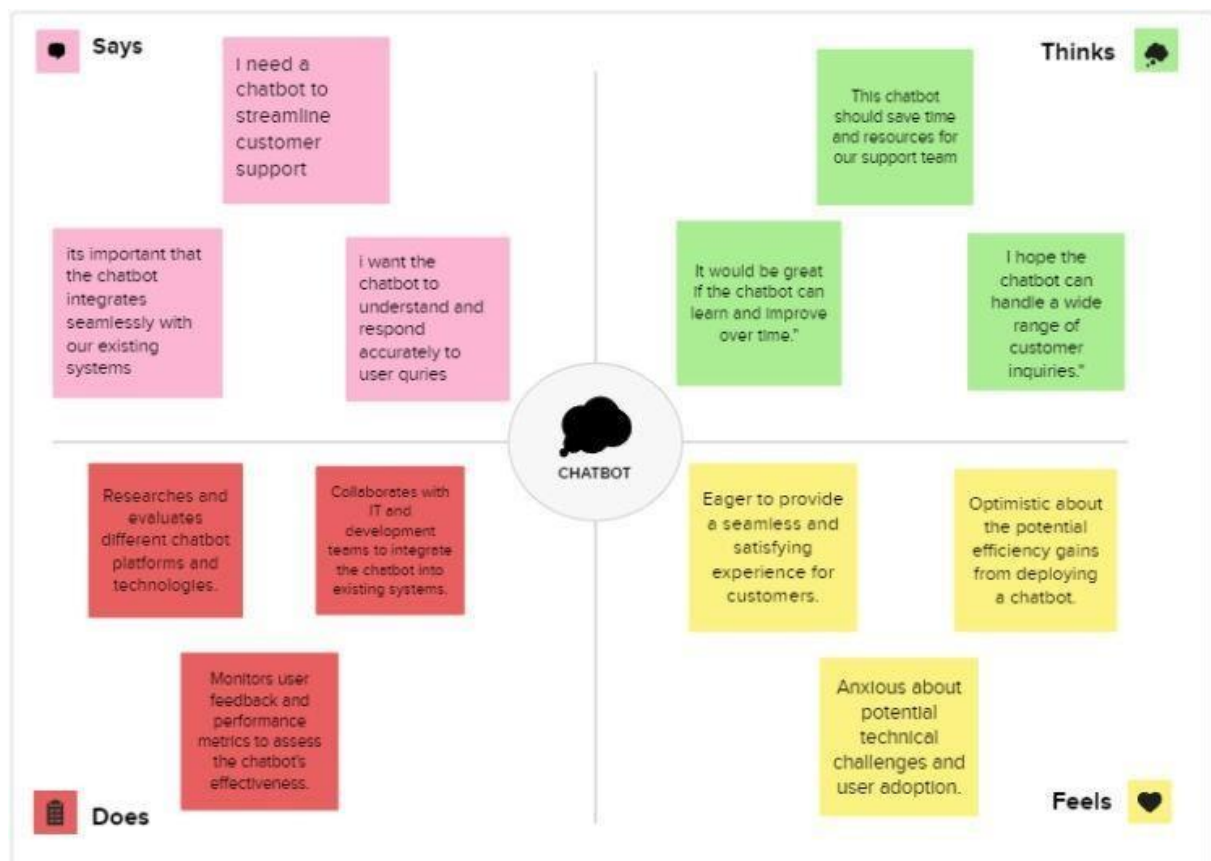 Says
I need a
chatbot to
streamline
customer
support
its important that
the chatbot
integrates
seamlessly with
our existing
systems
i want the
chatbot to
understand and
respond
accurately to
user quries
Thinks
This chatbot
should save time
and resources for
our support team
It would be great
if the chatbot can
learn and improve
over time."
I hope the
chatbot can
handle a wide
range of
customer
inquiries."
CHATBOT
Researches and
evaluates
different chatbot
platforms and
technologies.
Collaborates with
IT and
development
teams to integrate
the chatbot into
existing systems.
Monitors user
feedback and
performance
metrics to assess
the chatbot's
effectiveness.
Does
Eager to provide
a seamless and
satisfying
experience for
customers.
Optimistic about
the potential
efficiency gains
from deploying
a chatbot.
Anxious about
potential
technical
challenges and
user adoption.
Feels